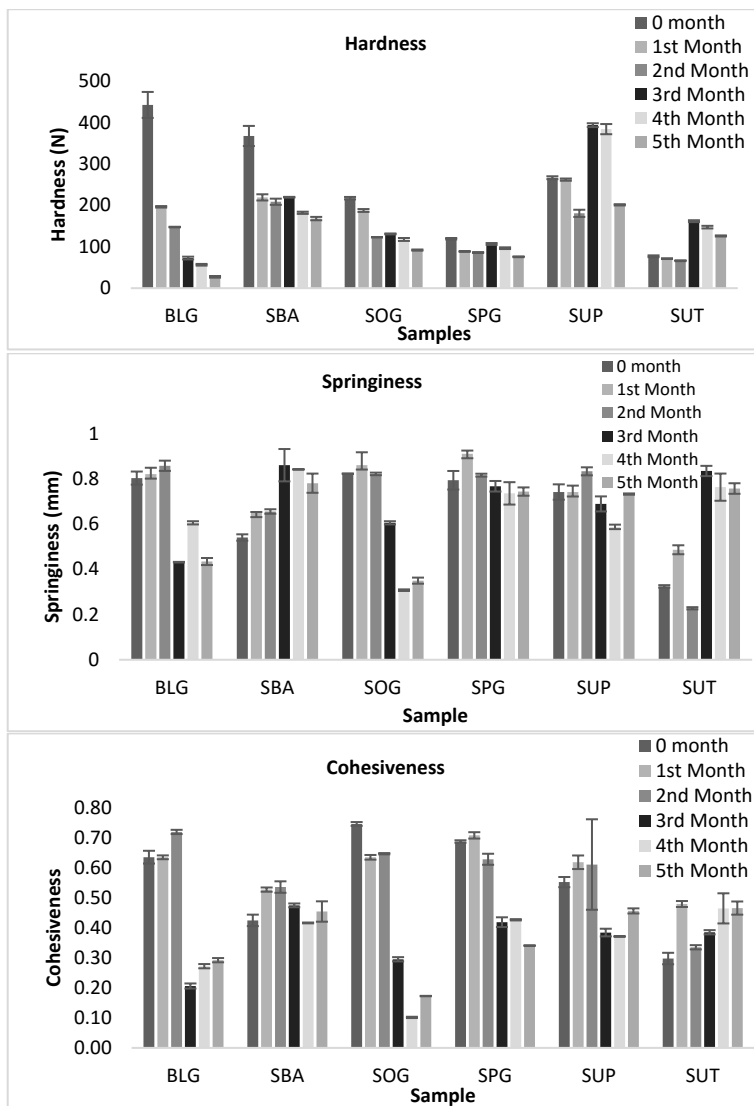 Hardness
0 month
1st Month
2nd Month
3rd Month
4th Month
5th Month
Hardness (N)
500
400
300
200
100
0
BLG SBA SOG SPG SUP SUT
Samples
Springiness
0 month
1st Month
2nd Month
3rd Month
4th Month
5th Month
Springiness (mm)
1
0.8
0.6
0.4
0.2
0
BLG SBA SOG SPG SUP SUT
Sample
Cohesiveness
0 month
1st Month
2nd Month
3rd Month
4th Month
5th Month
Cohesiveness
0.80
0.70
0.60
0.50
0.40
0.30
0.20
0.10
0.00
BLG SBA SOG SPG SUP SUT
Sample